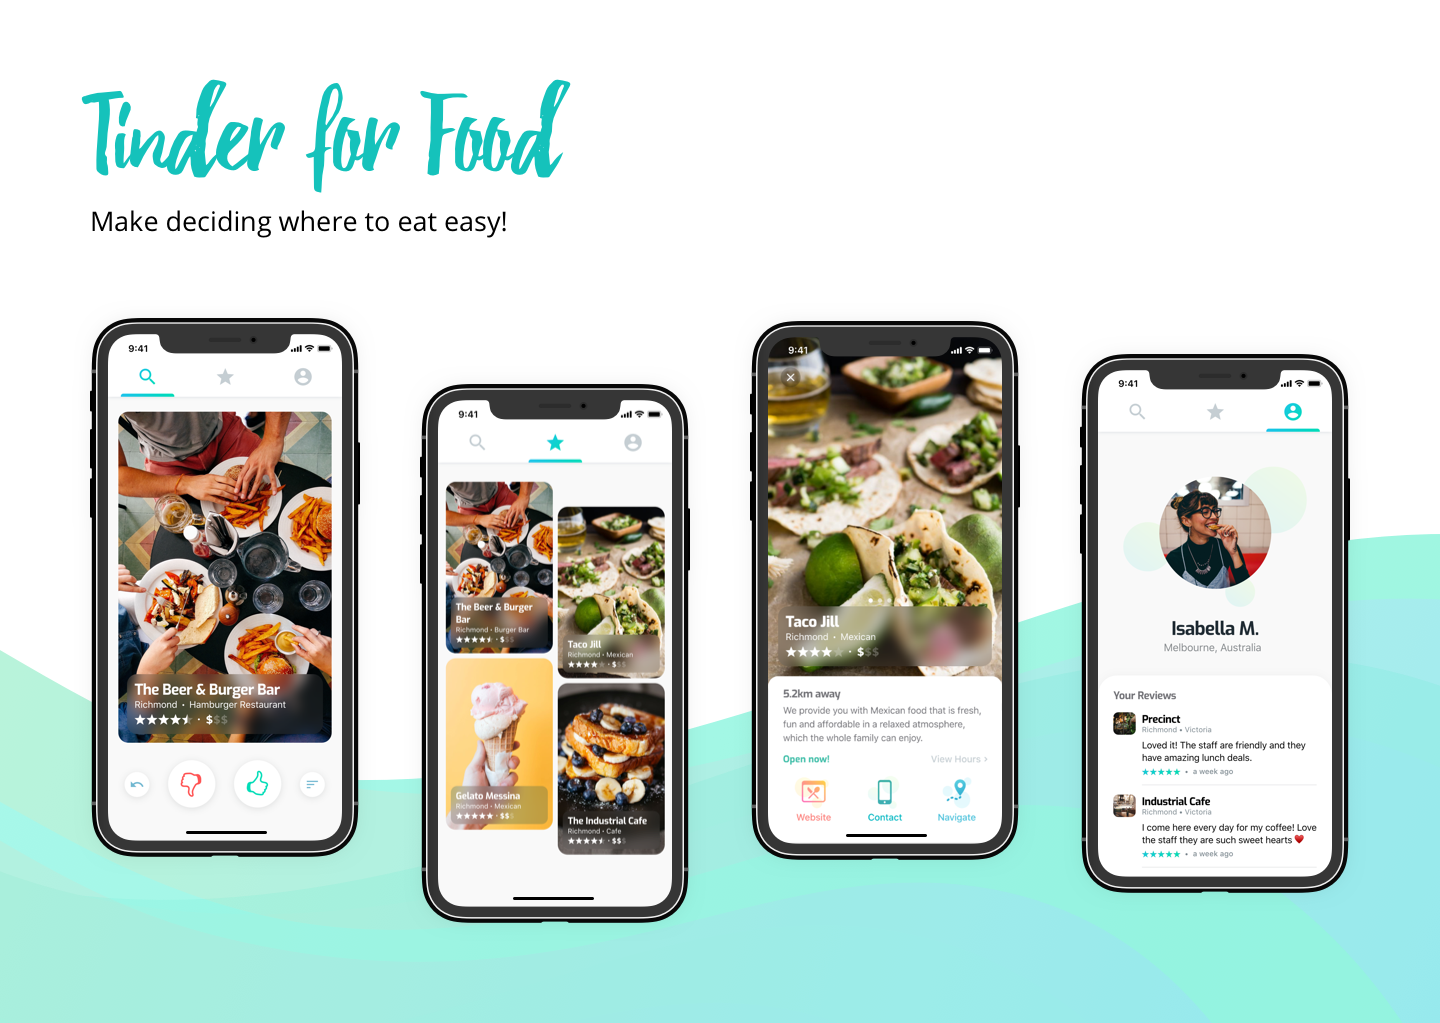 Tinder for Food
Make deciding where to eat easy!
9:41
The Beer & Burger Bar
Richmond • Hamburger Restaurant
· $$$
9:41
The Beer & Burger
Bar
Richmond • Burger Bar
· $$$
Taco Jill
Richmond • Mexican
· $$$
Gelato Messina
Richmond • Mexican
· $$$
The Industrial Cafe
Richmond • Cafe
· $$$
9:41
Taco Jill
Richmond • Mexican
· $$$
5.2km away
We provide you with Mexican food that is fresh,
fun and affordable in a relaxed atmosphere,
which the whole family can enjoy.
Open now! View Hours >
Website Contact Navigate
9:41
Isabella M.
Melbourne, Australia
Your Reviews
Precinct
Richmond • Victoria
Loved it! The staff are friendly and they
have amazing lunch deals.
★★★★★ • a week ago
Industrial Cafe
Richmond • Victoria
I come here every day for my coffee! Love
the staff they are such sweet hearts ♥
★★★★★ • a week ago